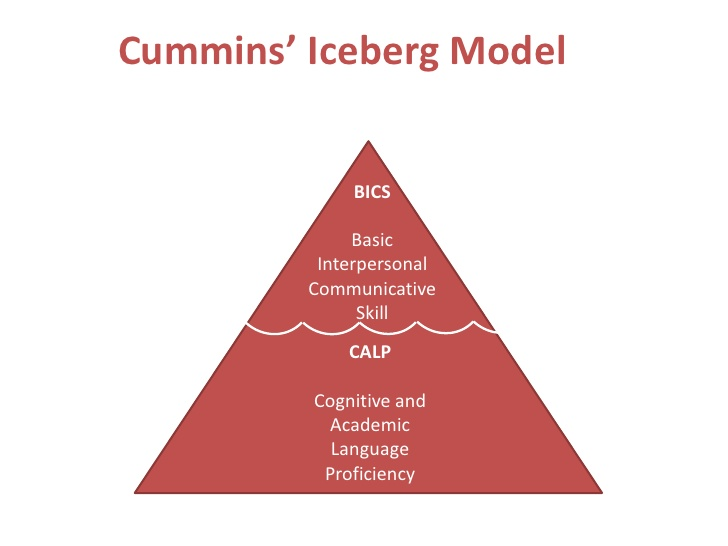 Cummins’ Iceberg Model
BICS
Basic
Interpersonal
Communicative
Skill
CALP
Cognitive and
Academic
Language
Proficiency